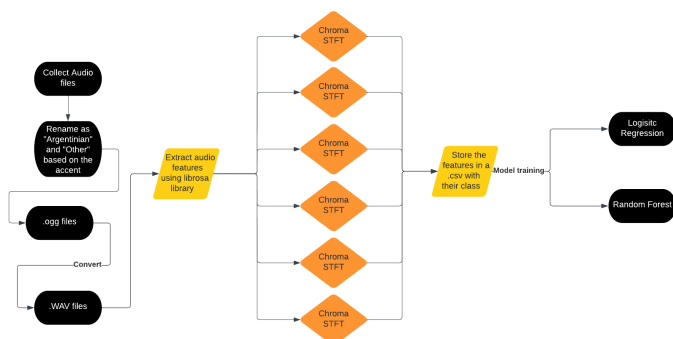 Collect Audio
files
Rename as
"Argentinian"
and "Other"
based on the
accent
.ogg files
Convert
.WAV files
Extract audio
features
using librosa
library
Chroma
STFT
Chroma
STFT
Chroma
STFT
Chroma
STFT
Chroma
STFT
Chroma
STFT
Store the
features in a
.csv with
their class
Model training
Logisitc
Regression
Random Forest